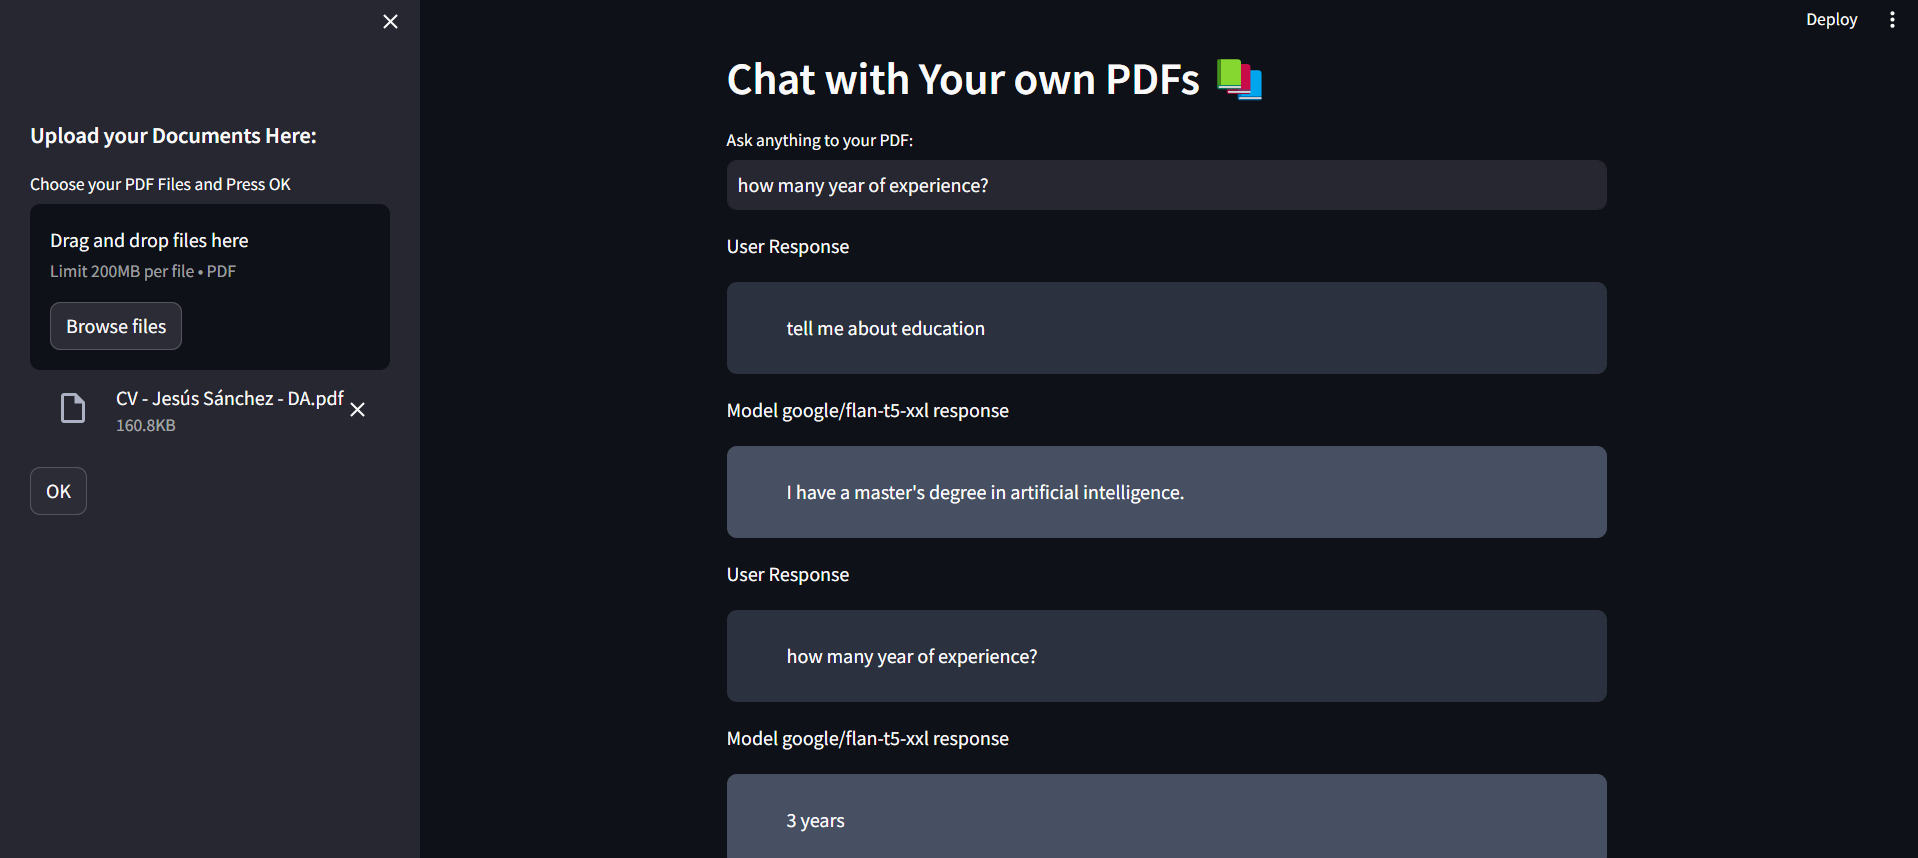 Deploy
Upload your Documents Here:
Choose your PDF Files and Press OK
Drag and drop files here
Limit 200MB per file • PDF
Browse files
CV - Jesús Sánchez - DA.pdf
160.8KB
OK
Chat with Your own PDFs
Ask anything to your PDF:
how many year of experience?
User Response
tell me about education
Model google/flan-t5-xxl response
I have a master's degree in artificial intelligence.
User Response
how many year of experience?
Model google/flan-t5-xxl response
3 years